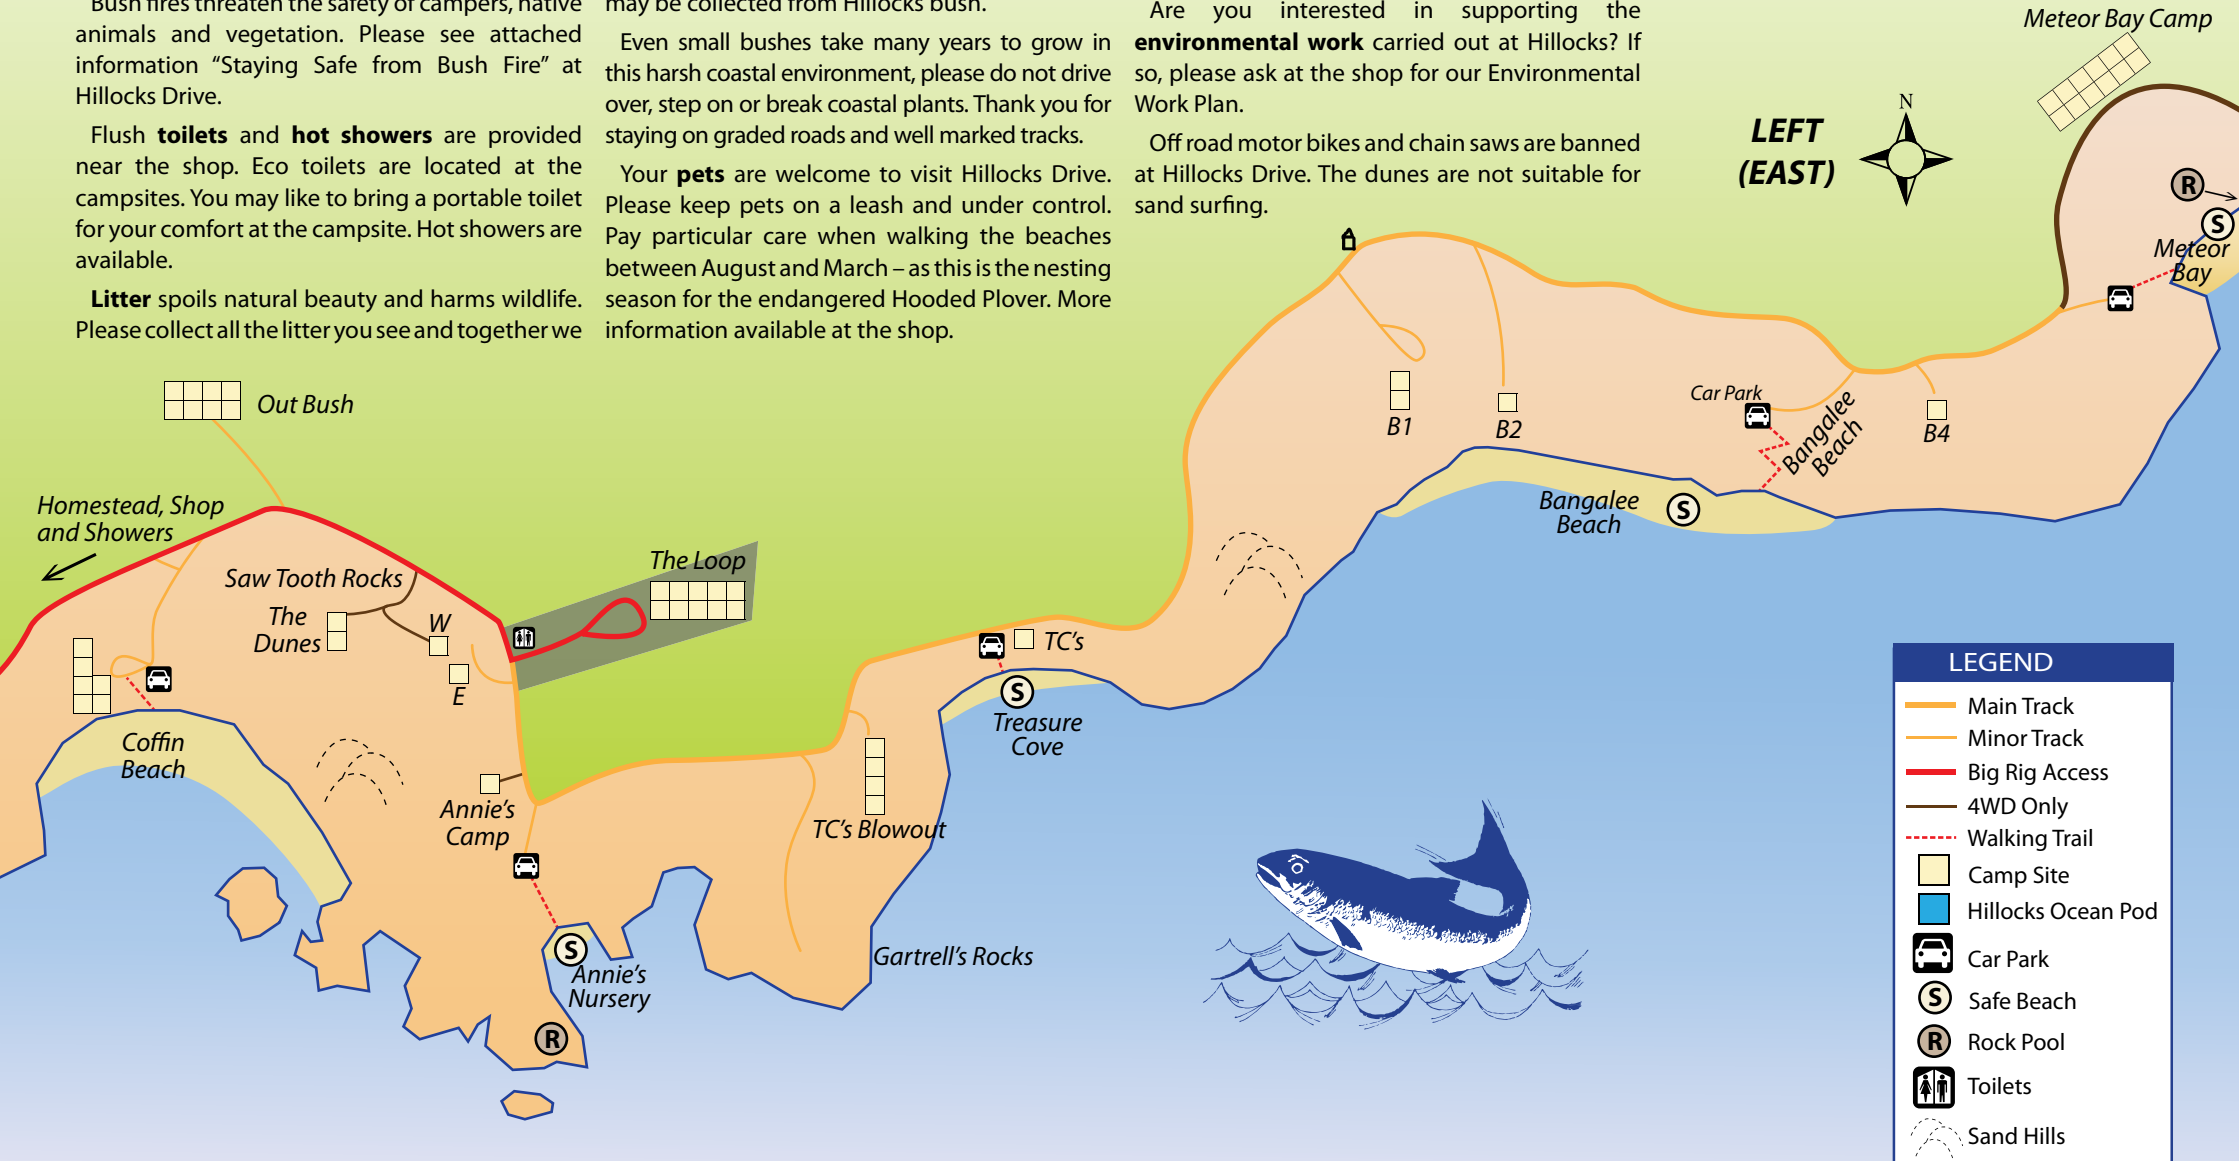 Bush fires threaten the safety of campers, native
animals and vegetation. Please see attached
information “Staying Safe from Bush Fire” at
Hillocks Drive.
Flush toilets and hot showers are provided
near the shop. Eco toilets are located at the
campsites. You may like to bring a portable toilet
for your comfort at the campsite. Hot showers are
available.
Litter spoils natural beauty and harms wildlife.
Please collect all the litter you see and together we
may be collected from Hillocks bush.
Even small bushes take many years to grow in
this harsh coastal environment, please do not drive
over, step on or break coastal plants. Thank you for
staying on graded roads and well marked tracks.
Your pets are welcome to visit Hillocks Drive.
Please keep pets on a leash and under control.
Pay particular care when walking the beaches
between August and March – as this is the nesting
season for the endangered Hooded Plover. More
information available at the shop.
Are you interested in supporting the
environmental work carried out at Hillocks? If
so, please ask at the shop for our Environmental
Work Plan.
Off road motor bikes and chain saws are banned
at Hillocks Drive. The dunes are not suitable for
sand surfing.
LEFT
(EAST)
N
Meteor Bay Camp
R
S
Meteor
Bay
Out Bush
Homestead, Shop
and Showers
Saw Tooth Rocks
The
Dunes
W
E
The Loop
Coffin
Beach
Annie’s
Camp
S
Annie’s
Nursery
R
TC’s Blowout
Gartrell’s Rocks
TC’s
S
Treasure
Cove
B1
B2
Car Park
Bangalee
Beach
B4
Bangalee
Beach
S
LEGEND
Main Track
Minor Track
Big Rig Access
4WD Only
Walking Trail
Camp Site
Hillocks Ocean Pod
Car Park
S Safe Beach
R Rock Pool
Toilets
Sand Hills